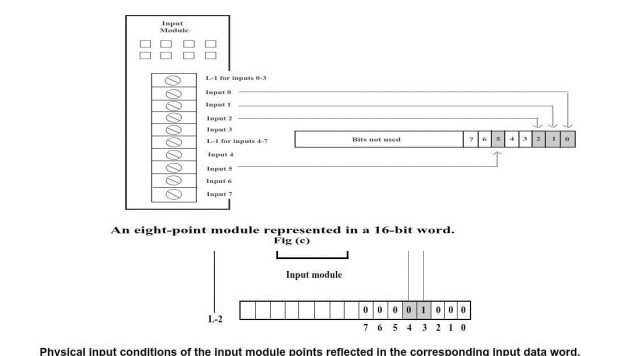 Input
Module
L-1 for inputs 0-3
Input 0
Input 1
Input 2
Input 3
L-1 for inputs 4-7
Input 4
Input 5
Input 6
Input 7
Bits not used 7 6 5 4 3 2 1 0
An eight-point module represented in a 16-bit word.
Fig (c)
Input module
L-2
0 0 0 0 1 0 0 0
7 6 5 4 3 2 1 0
Physical input conditions of the input module points reflected in the corresponding input data word.